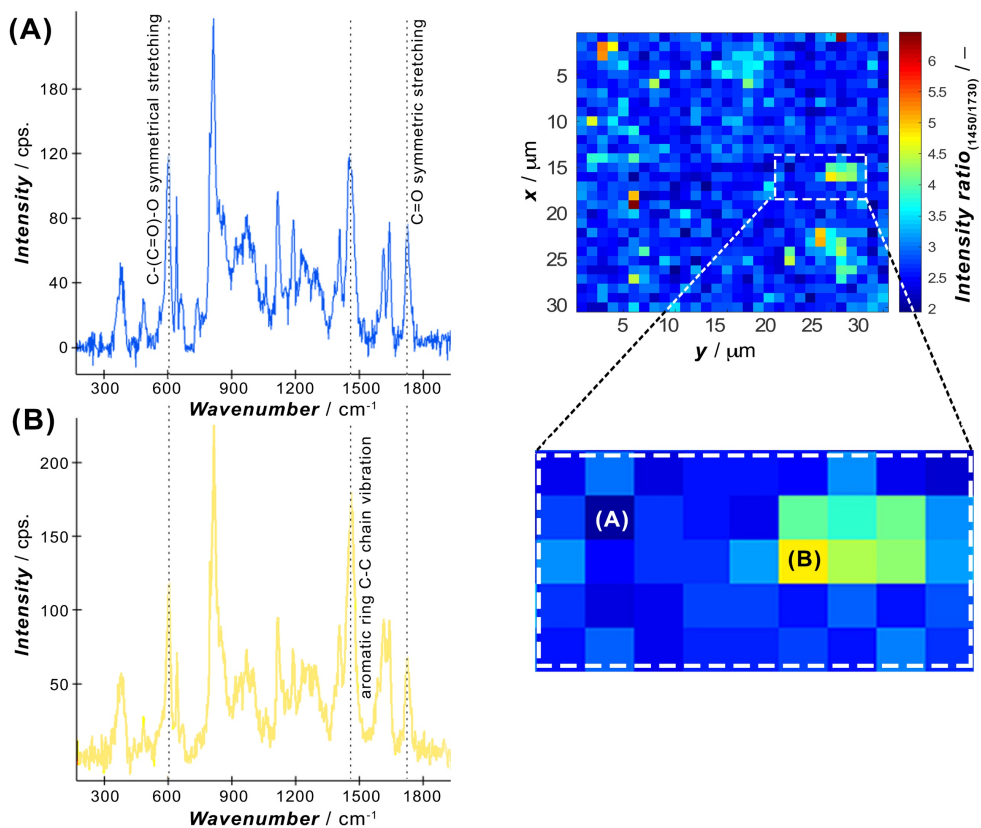 (A)
180
120
80
40
0
Intensity / cps.
C-(C=O)-O symmetrical stretching
C=O symmetric stretching
300 600 900 1200 1500 1800
Wavenumber / cm-1
(B)
200
150
100
50
Intensity / cps.
aromatic ring C-C chain vibration
300 600 900 1200 1500 1800
Wavenumber / cm-1
5
10
15
20
25
30
x / μm
5 10 15 20 25 30
y / μm
6
5.5
5
4.5
4
3.5
3
2.5
2
Intensity ratio(1450/1730) / –
(A)
(B)